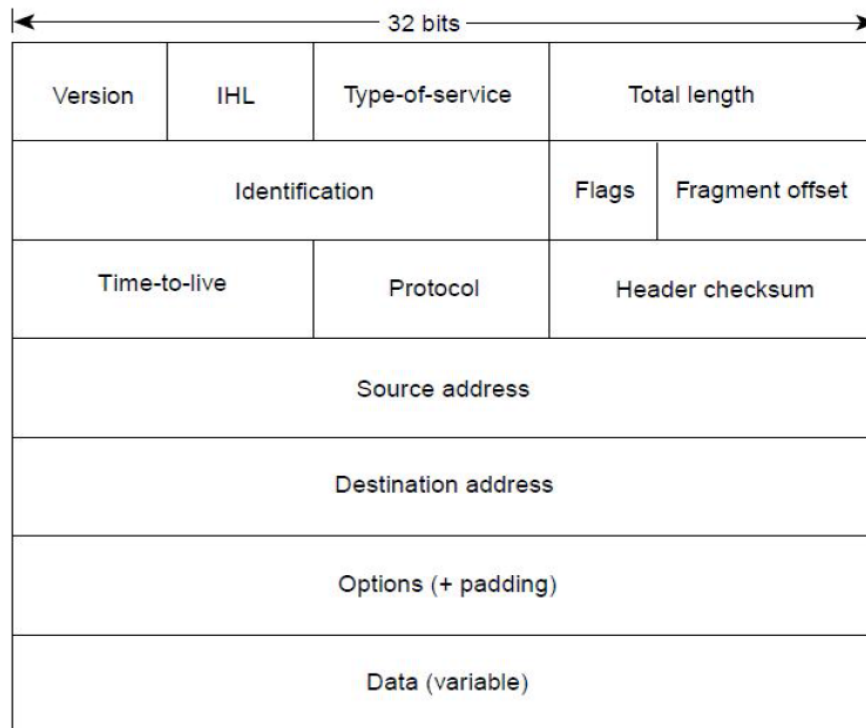 32 bits
Version IHL Type-of-service Total length
Identification Flags Fragment offset
Time-to-live Protocol Header checksum
Source address
Destination address
Options (+ padding)
Data (variable)